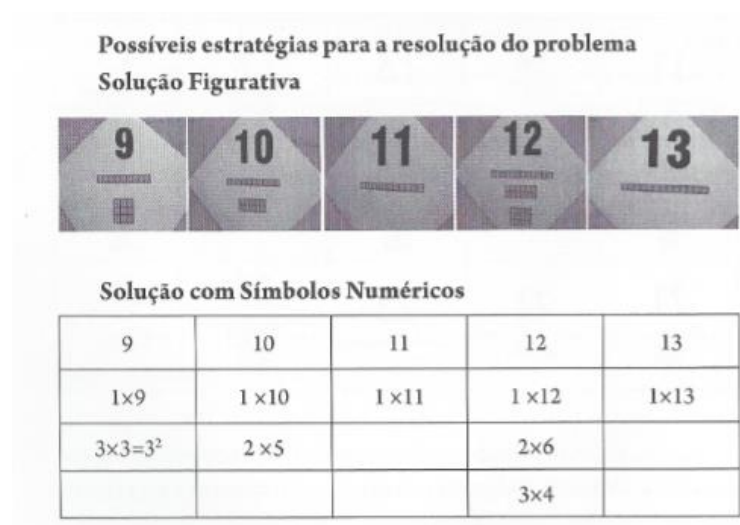 Possíveis estratégias para a resolução do problema
Solução Figurativa
9 10 11 12 13
Solução com Símbolos Numéricos
9 10 11 12 13
1×9 1×10 1×11 1×12 1×13
3×3=3² 2×5 2×6
3×4